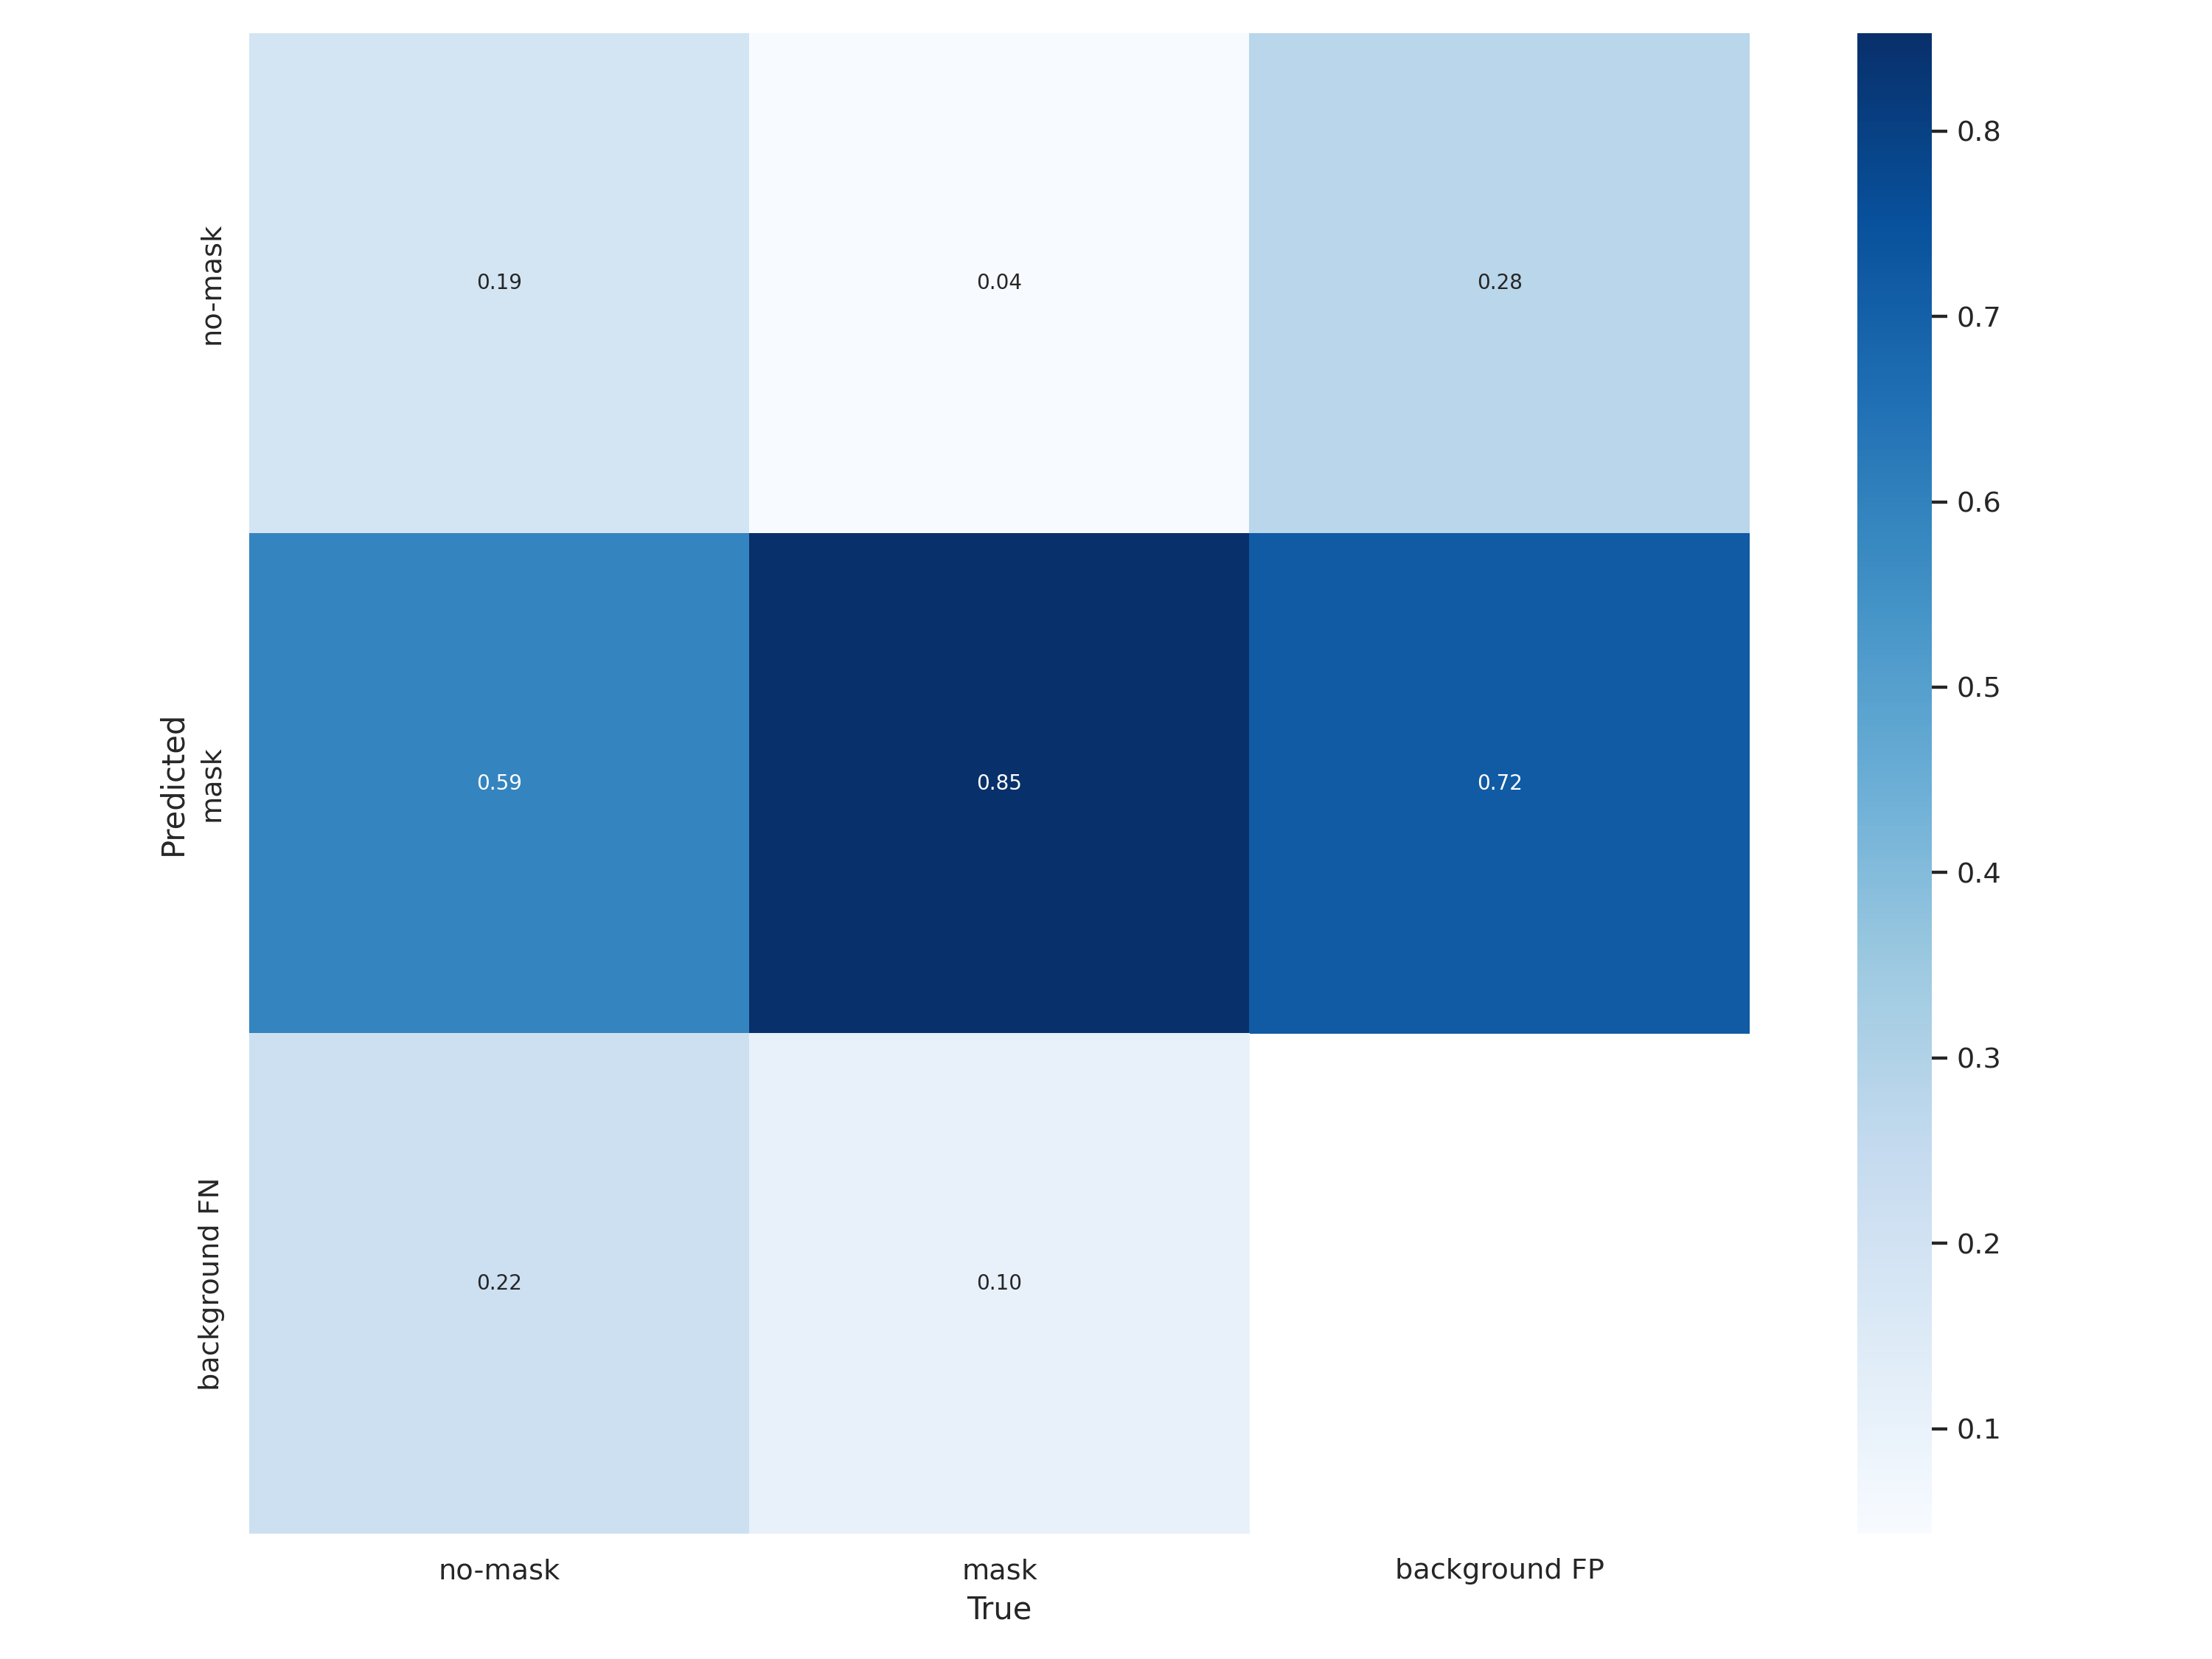 no-mask
0.19 0.04 0.28
Predicted
mask
0.59 0.85 0.72
background FN
0.22 0.10
no-mask mask background FP
True
0.8
0.7
0.6
0.5
0.4
0.3
0.2
0.1